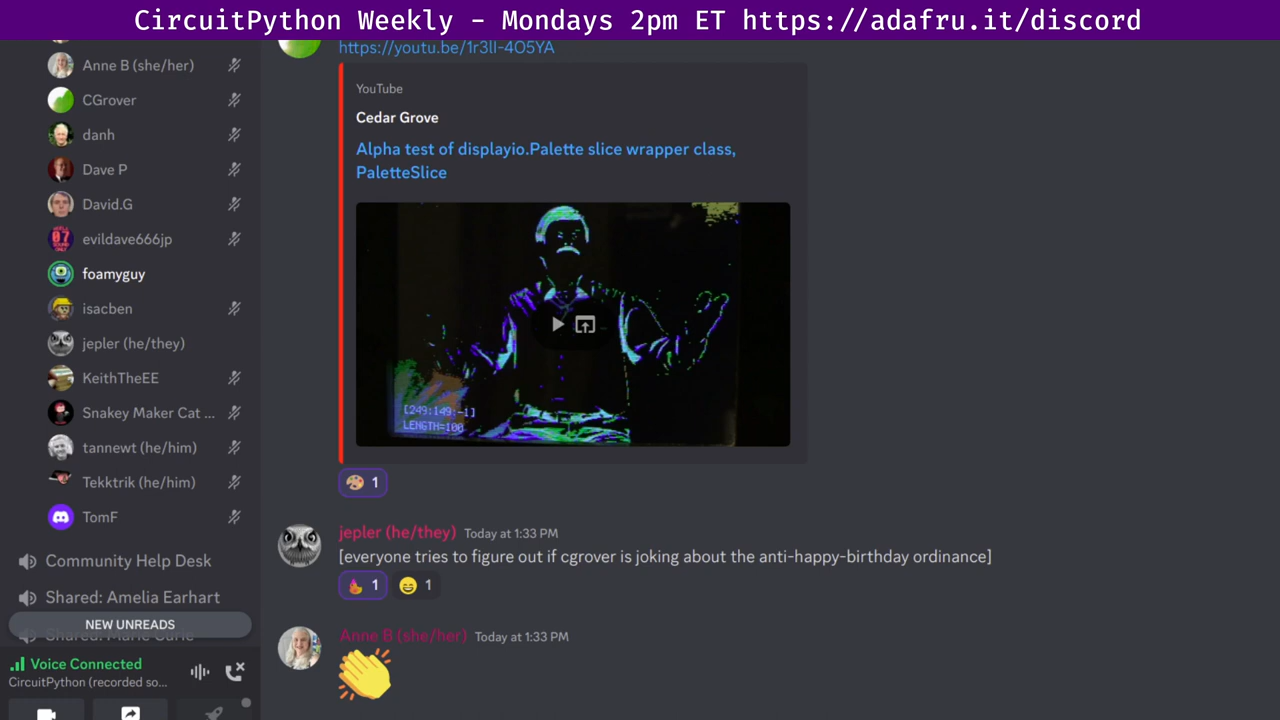 CircuitPython Weekly - Mondays 2pm ET https://adafru.it/discord
Anne B (she/her)
CGrover
danh
Dave P
David.G
evildave666jp
foamyguy
isacben
jepler (he/they)
KeithTheEE
Snakey Maker Cat ...
tannewt (he/him)
Tekktrik (he/him)
TomF
Community Help Desk
Shared: Amelia Earhart
NEW UNREADS
Voice Connected
CircuitPython (recorded so...
https://youtu.be/1r3lI-4O5YA
YouTube
Cedar Grove
Alpha test of displayio.Palette slice wrapper class,
PaletteSlice
[249:149:-1]
LENGTH=100
1
jepler (he/they) Today at 1:33 PM
[everyone tries to figure out if cgrover is joking about the anti-happy-birthday ordinance]
1 1
Anne B (she/her) Today at 1:33 PM